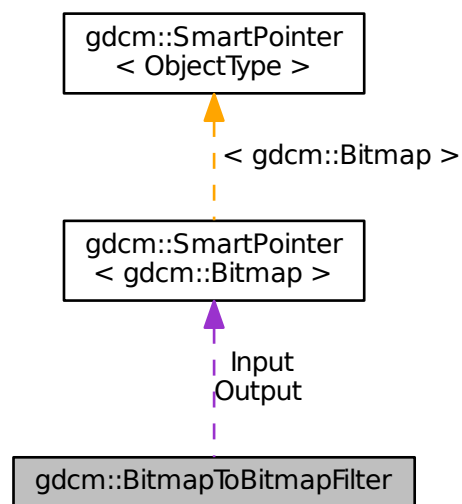 gdcm::SmartPointer
< ObjectType >
< gdcm::Bitmap >
gdcm::SmartPointer
< gdcm::Bitmap >
Input
Output
gdcm::BitmapToBitmapFilter